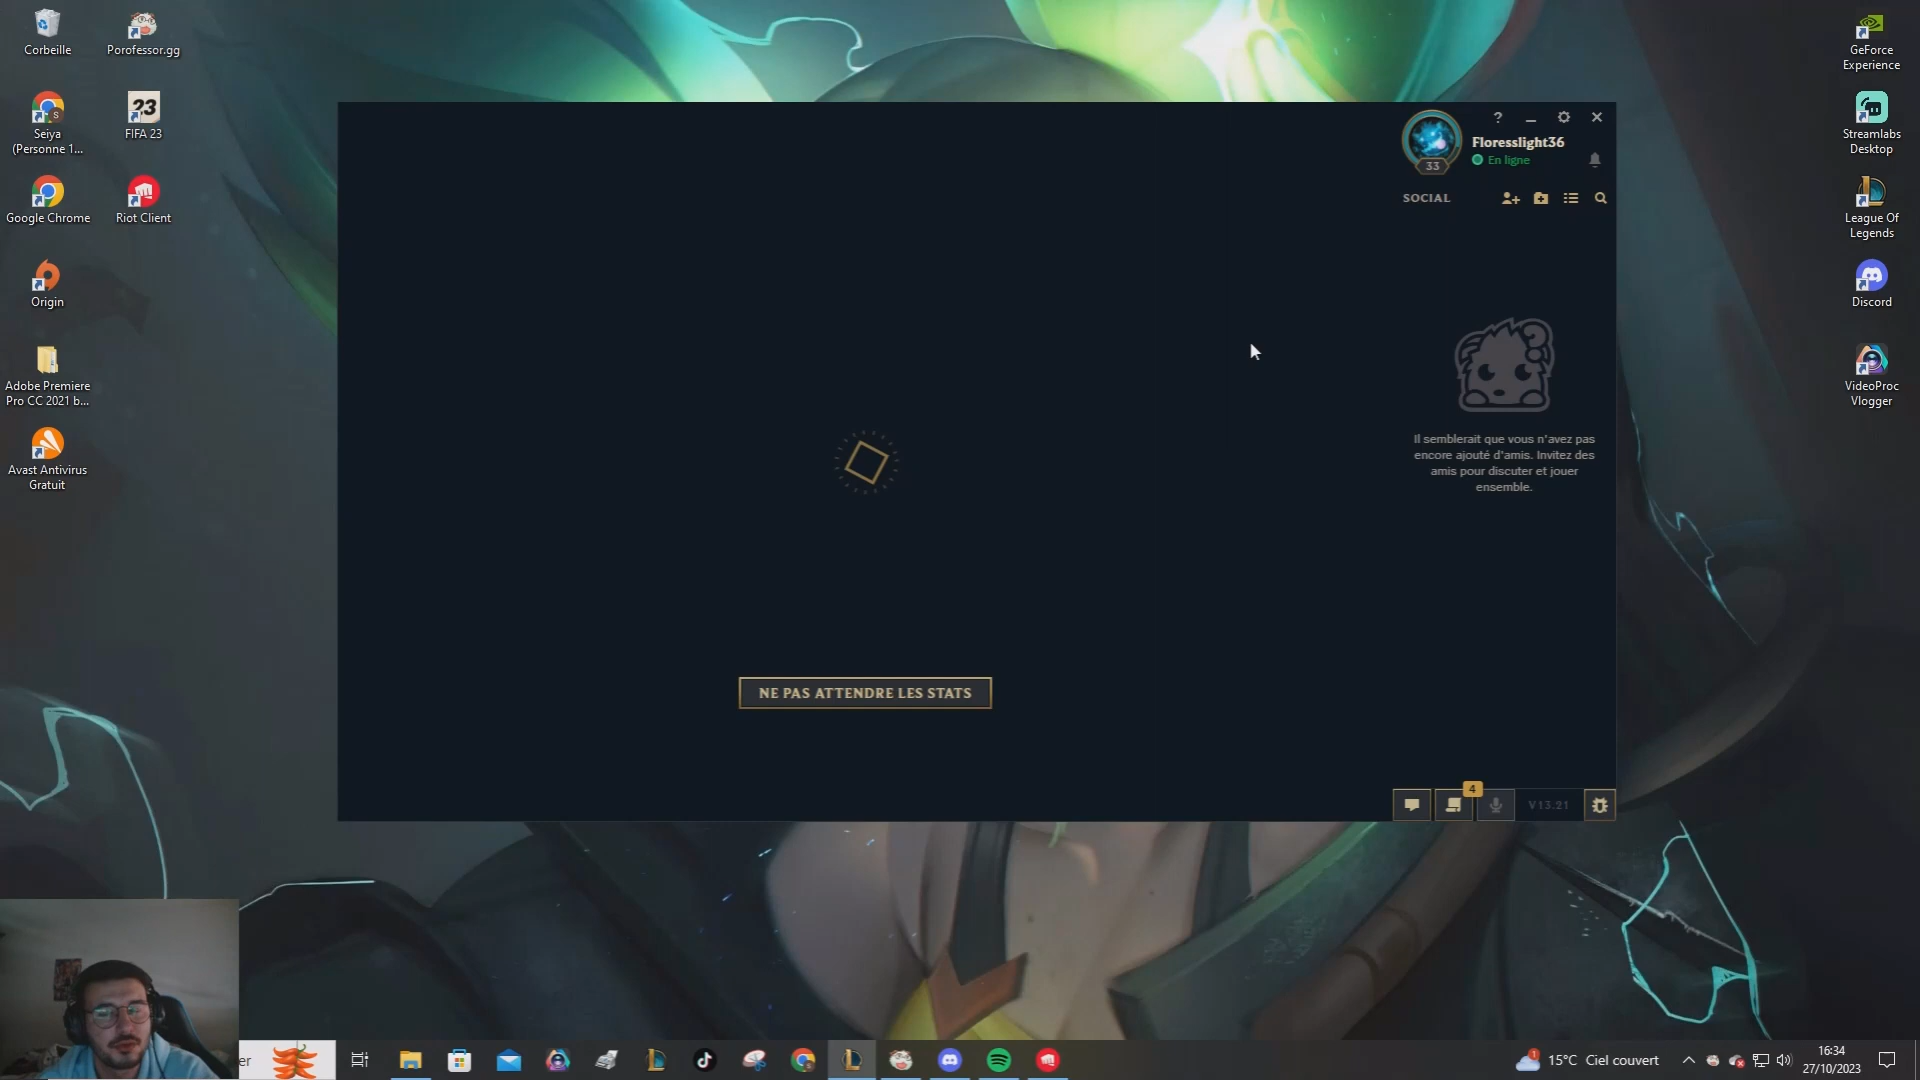 Corbeille
Porofessor.gg
Seiya
(Personne 1...
FIFA 23
23
Google Chrome
Riot Client
Origin
Adobe Premiere
Pro CC 2021 b...
Avast Antivirus
Gratuit
GeForce
Experience
Streamlabs
Desktop
League Of
Legends
Discord
VideoProc
Vlogger
?
Floresslight36
En ligne
33
SOCIAL
Il semblerait que vous n'avez pas
encore ajouté d'amis. Invitez des
amis pour discuter et jouer
ensemble.
NE PAS ATTENDRE LES STATS
4
V13.21
er
1
15°C Ciel couvert
16:34
27/10/2023